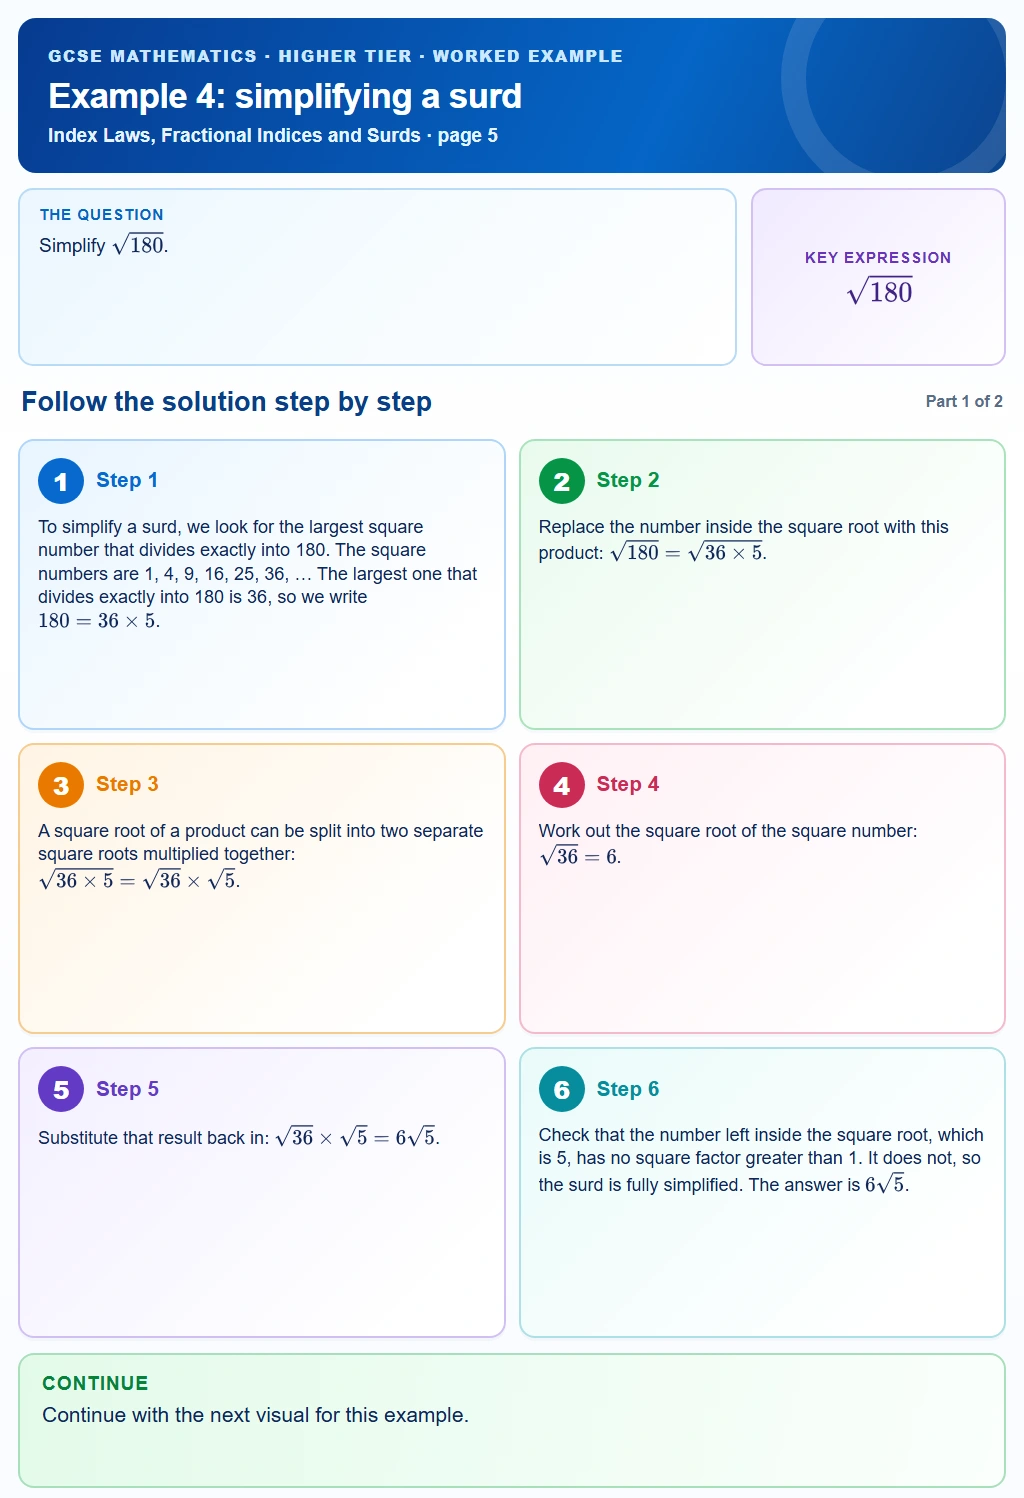 GCSE MATHEMATICS · HIGHER TIER · WORKED EXAMPLE
Example 4: simplifying a surd
Index Laws, Fractional Indices and Surds · page 5
THE QUESTION
Simplify √180.
KEY EXPRESSION
√180
Follow the solution step by step
Part 1 of 2
1 Step 1
To simplify a surd, we look for the largest square
number that divides exactly into 180. The square
numbers are 1, 4, 9, 16, 25, 36, … The largest one that
divides exactly into 180 is 36, so we write
180 = 36 × 5.
2 Step 2
Replace the number inside the square root with this
product: √180 = √(36 × 5).
3 Step 3
A square root of a product can be split into two separate
square roots multiplied together:
√(36 × 5) = √36 × √5.
4 Step 4
Work out the square root of the square number:
√36 = 6.
5 Step 5
Substitute that result back in: √36 × √5 = 6√5.
6 Step 6
Check that the number left inside the square root, which
is 5, has no square factor greater than 1. It does not, so
the surd is fully simplified. The answer is 6√5.
CONTINUE
Continue with the next visual for this example.